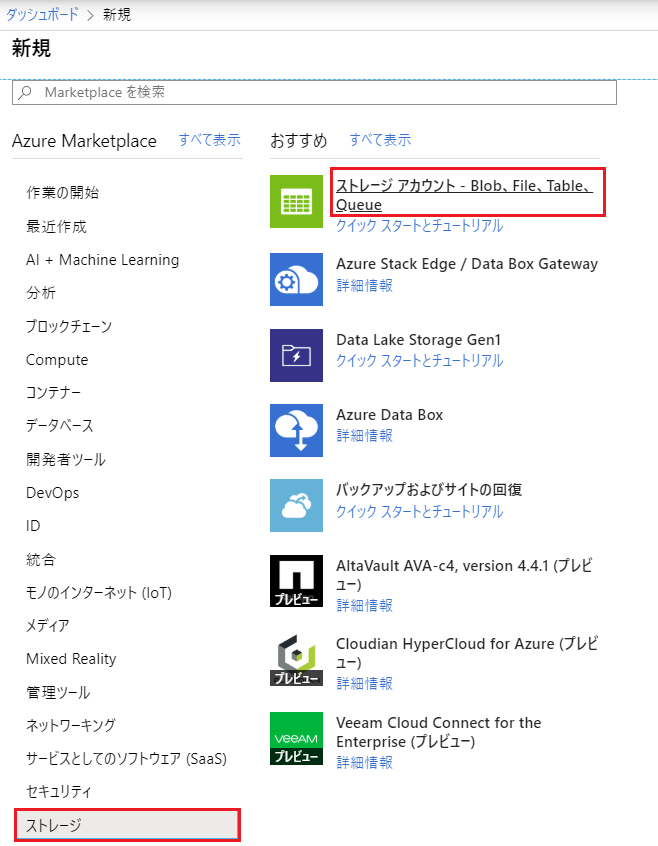 ダッシュボード > 新規
新規
Marketplace を検索
Azure Marketplace すべて表示
作業の開始
最近作成
AI + Machine Learning
分析
ブロックチェーン
Compute
コンテナー
データベース
開発者ツール
DevOps
ID
統合
モノのインターネット (IoT)
メディア
Mixed Reality
管理ツール
ネットワーキング
サービスとしてのソフトウェア (SaaS)
セキュリティ
ストレージ
おすすめ すべて表示
ストレージ アカウント - Blob、File、Table、
Queue
クイック スタートとチュートリアル
Azure Stack Edge / Data Box Gateway
詳細情報
Data Lake Storage Gen1
クイック スタートとチュートリアル
Azure Data Box
詳細情報
バックアップおよびサイトの回復
クイック スタートとチュートリアル
プレビュー
AltaVault AVA-c4, version 4.4.1 (プレビ
ュー)
詳細情報
プレビュー
Cloudian HyperCloud for Azure (プレビ
ュー)
詳細情報
veeAM
プレビュー
Veeam Cloud Connect for the
Enterprise (プレビュー)
詳細情報